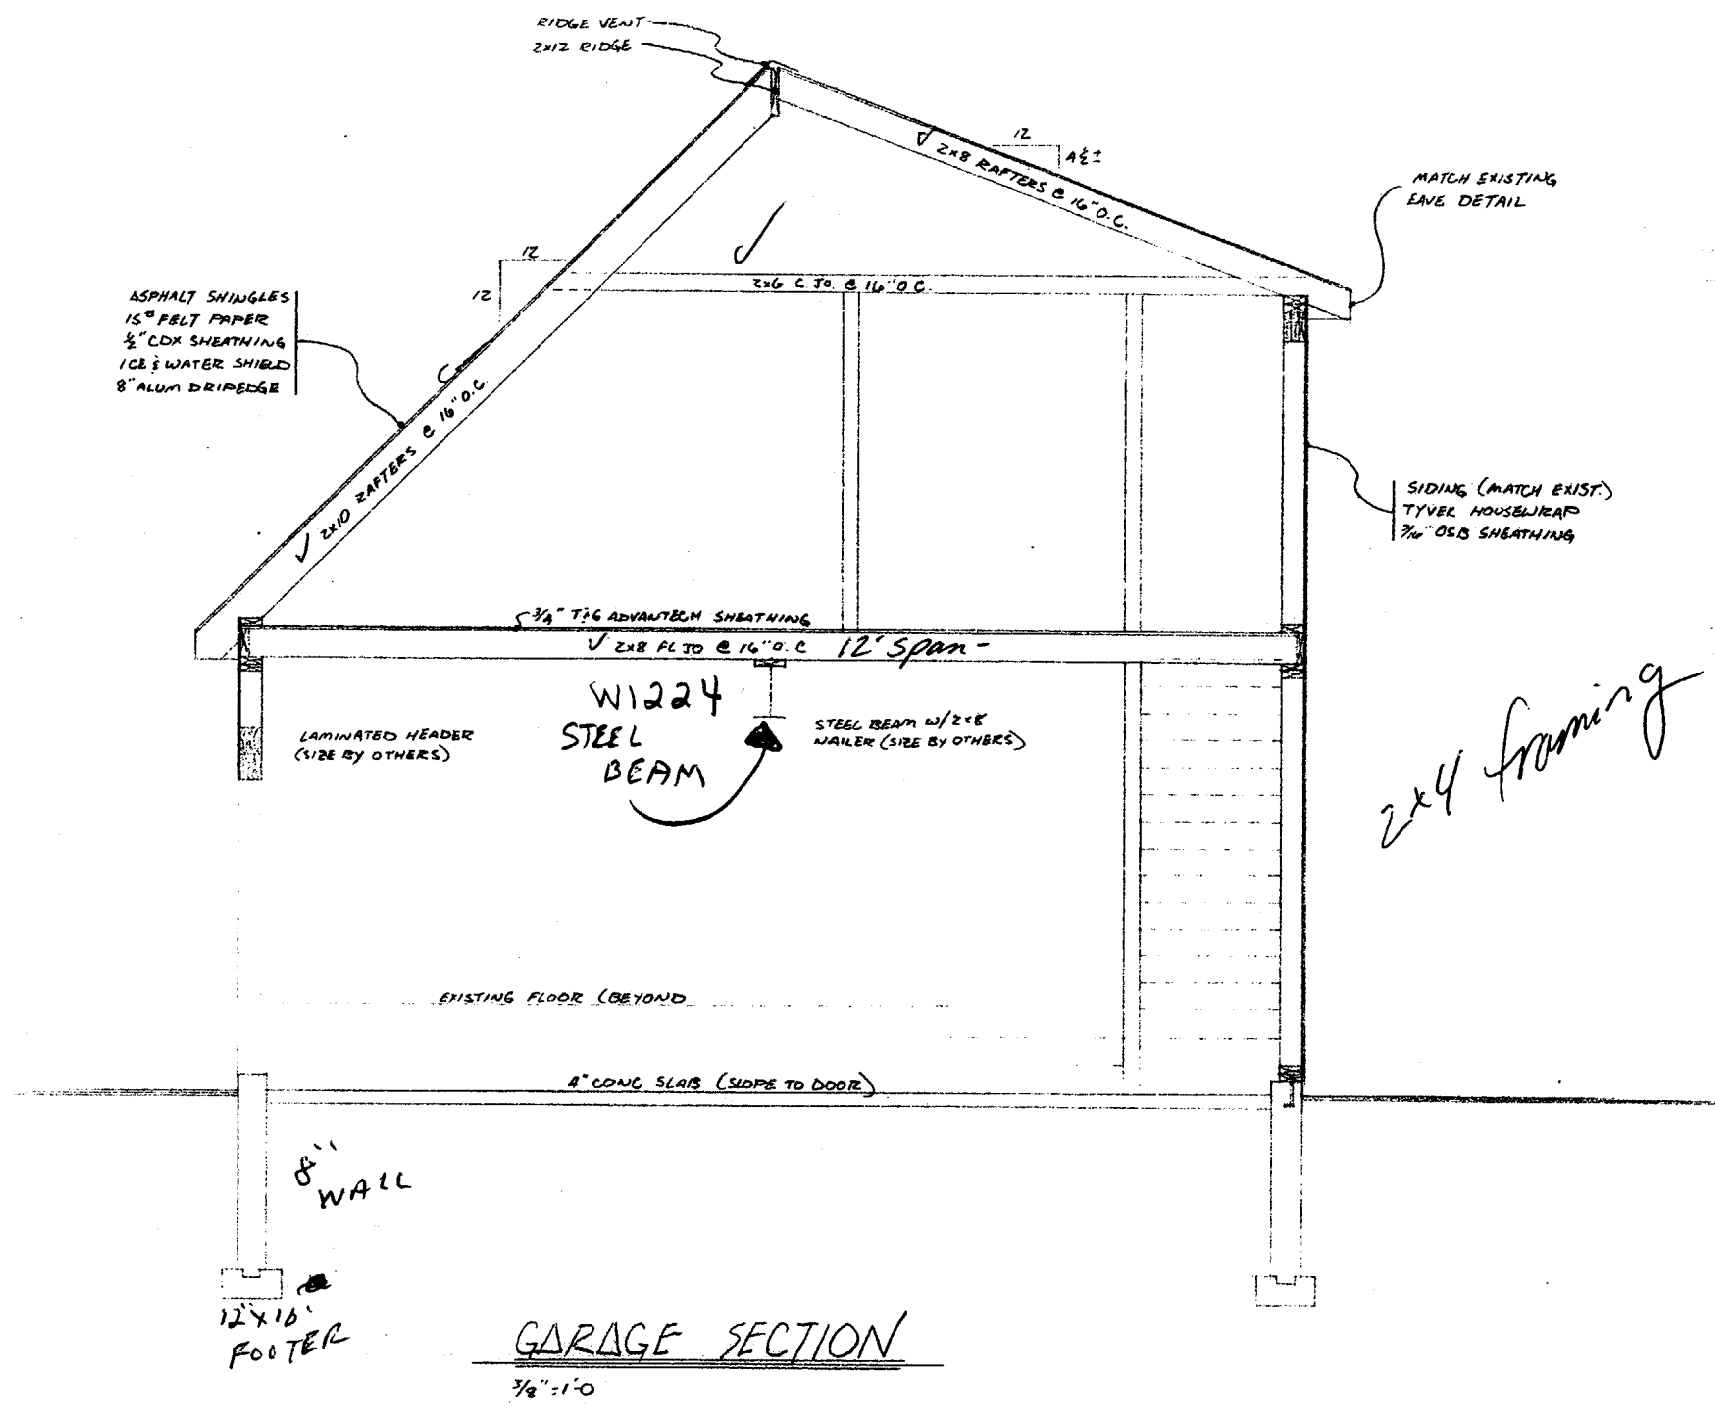 RIDGE VENT
2x12 RIDGE
12
4½±
2x8 RAFTERS @ 16" O.C.
MATCH EXISTING
EAVE DETAIL
12
12
2x6 C. JO. @ 16" O.C.
ASPHALT SHINGLES
15# FELT PAPER
½" CDX SHEATHING
ICE & WATER SHIELD
8" ALUM DRIPEDGE
2x10 RAFTERS @ 16" O.C.
SIDING (MATCH EXIST.)
TYVEK HOUSEWRAP
7/16" OSB SHEATHING
3/4" T&G ADVANTECH SHEATHING
2x8 FL JO @ 16" O.C 12' Span-
W1224
STEEL
BEAM
LAMINATED HEADER
(SIZE BY OTHERS)
STEEL BEAM W/2x8
NAILER (SIZE BY OTHERS)
2x4 framing
EXISTING FLOOR (BEYOND
4" CONC SLAB (SLOPE TO DOOR)
8"
WALL
FOOTER
GARAGE SECTION
3/8"=1'-0